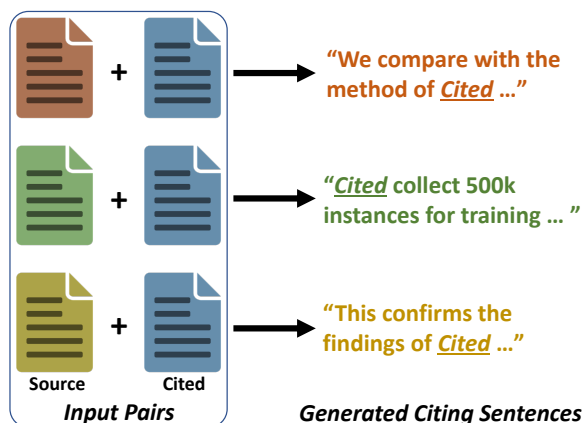 +
“We compare with the
method of Cited ...”
+
“Cited collect 500k
instances for training ... ”
+
“This confirms the
findings of Cited ...”
Source Cited
Input Pairs
Generated Citing Sentences